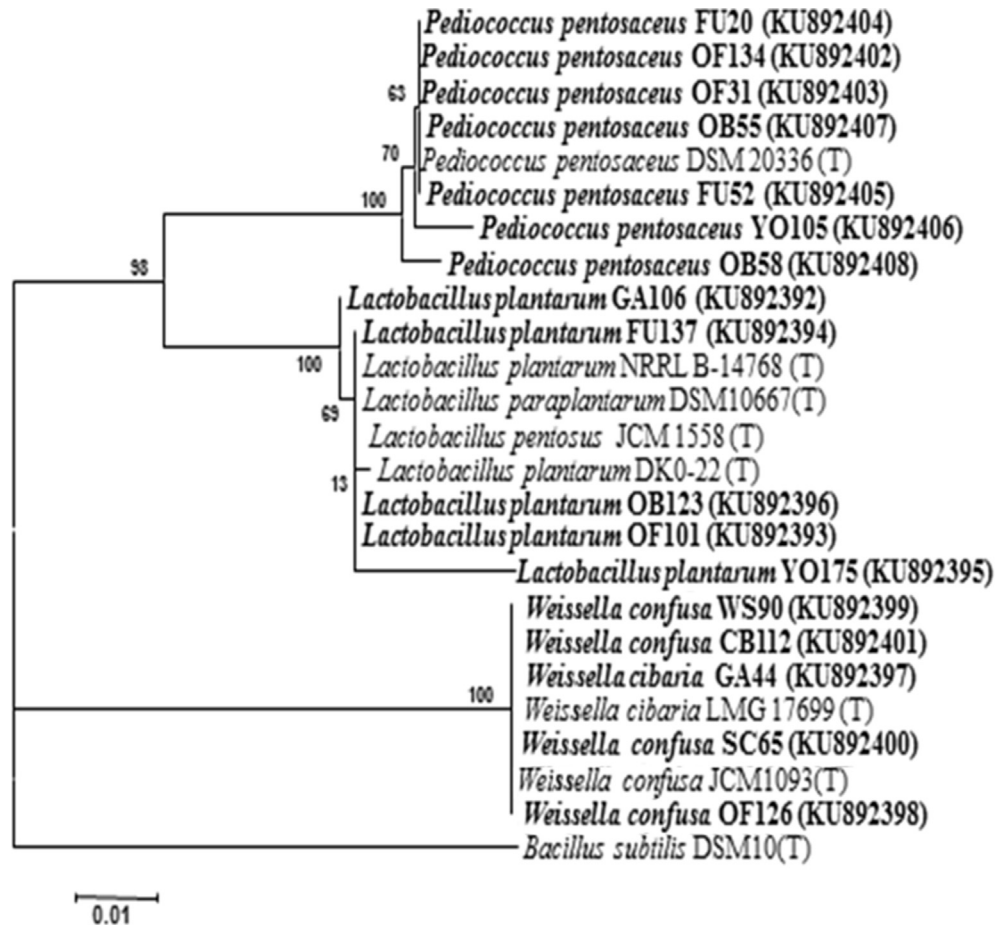 Pediococcus pentosaceus FU20 (KU892404)
Pediococcus pentosaceus OF134 (KU892402)
63
Pediococcus pentosaceus OF31 (KU892403)
Pediococcus pentosaceus OB55 (KU892407)
70
Pediococcus pentosaceus DSM 20336 (T)
100
Pediococcus pentosaceus FU52 (KU892405)
Pediococcus pentosaceus YO105 (KU892406)
98
Pediococcus pentosaceus OB58 (KU892408)
Lactobacillus plantarum GA106 (KU892392)
Lactobacillus plantarum FU137 (KU892394)
100
Lactobacillus plantarum NRRL B-14768 (T)
Lactobacillus paraplantarum DSM10667(T)
69
Lactobacillus pentosus JCM 1558 (T)
Lactobacillus plantarum DK0-22 (T)
13
Lactobacillus plantarum OB123 (KU892396)
Lactobacillus plantarum OF101 (KU892393)
Lactobacillus plantarum YO175 (KU892395)
Weissella confusa WS90 (KU892399)
Weissella confusa CB112 (KU892401)
Weissella cibaria GA44 (KU892397)
100
Weissella cibaria LMG 17699 (T)
Weissella confusa SC65 (KU892400)
Weissella confusa JCM1093(T)
Weissella confusa OF126 (KU892398)
Bacillus subtilis DSM10(T)
0.01